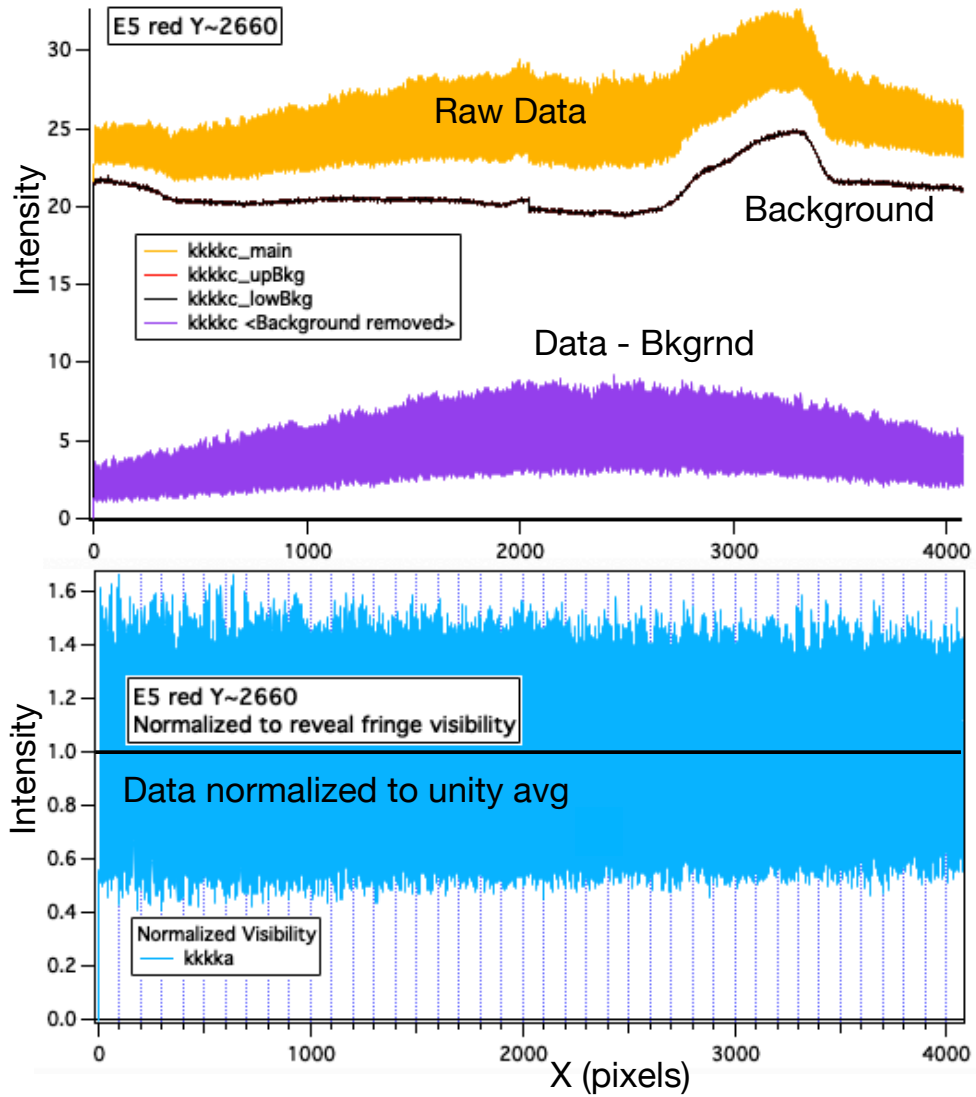 E5 red Y~2660
Raw Data
Background
Intensity
kkkkc_main
kkkkc_upBkg
kkkkc_lowBkg
kkkkc <Background removed>
Data - Bkgrnd
30
25
20
15
10
5
0
0 1000 2000 3000 4000
1.6
1.4
1.2
1.0
0.8
0.6
0.4
0.2
0.0
Intensity
E5 red Y~2660
Normalized to reveal fringe visibility
Data normalized to unity avg
Normalized Visibility
kkkka
0 1000 2000 3000 4000
X (pixels)